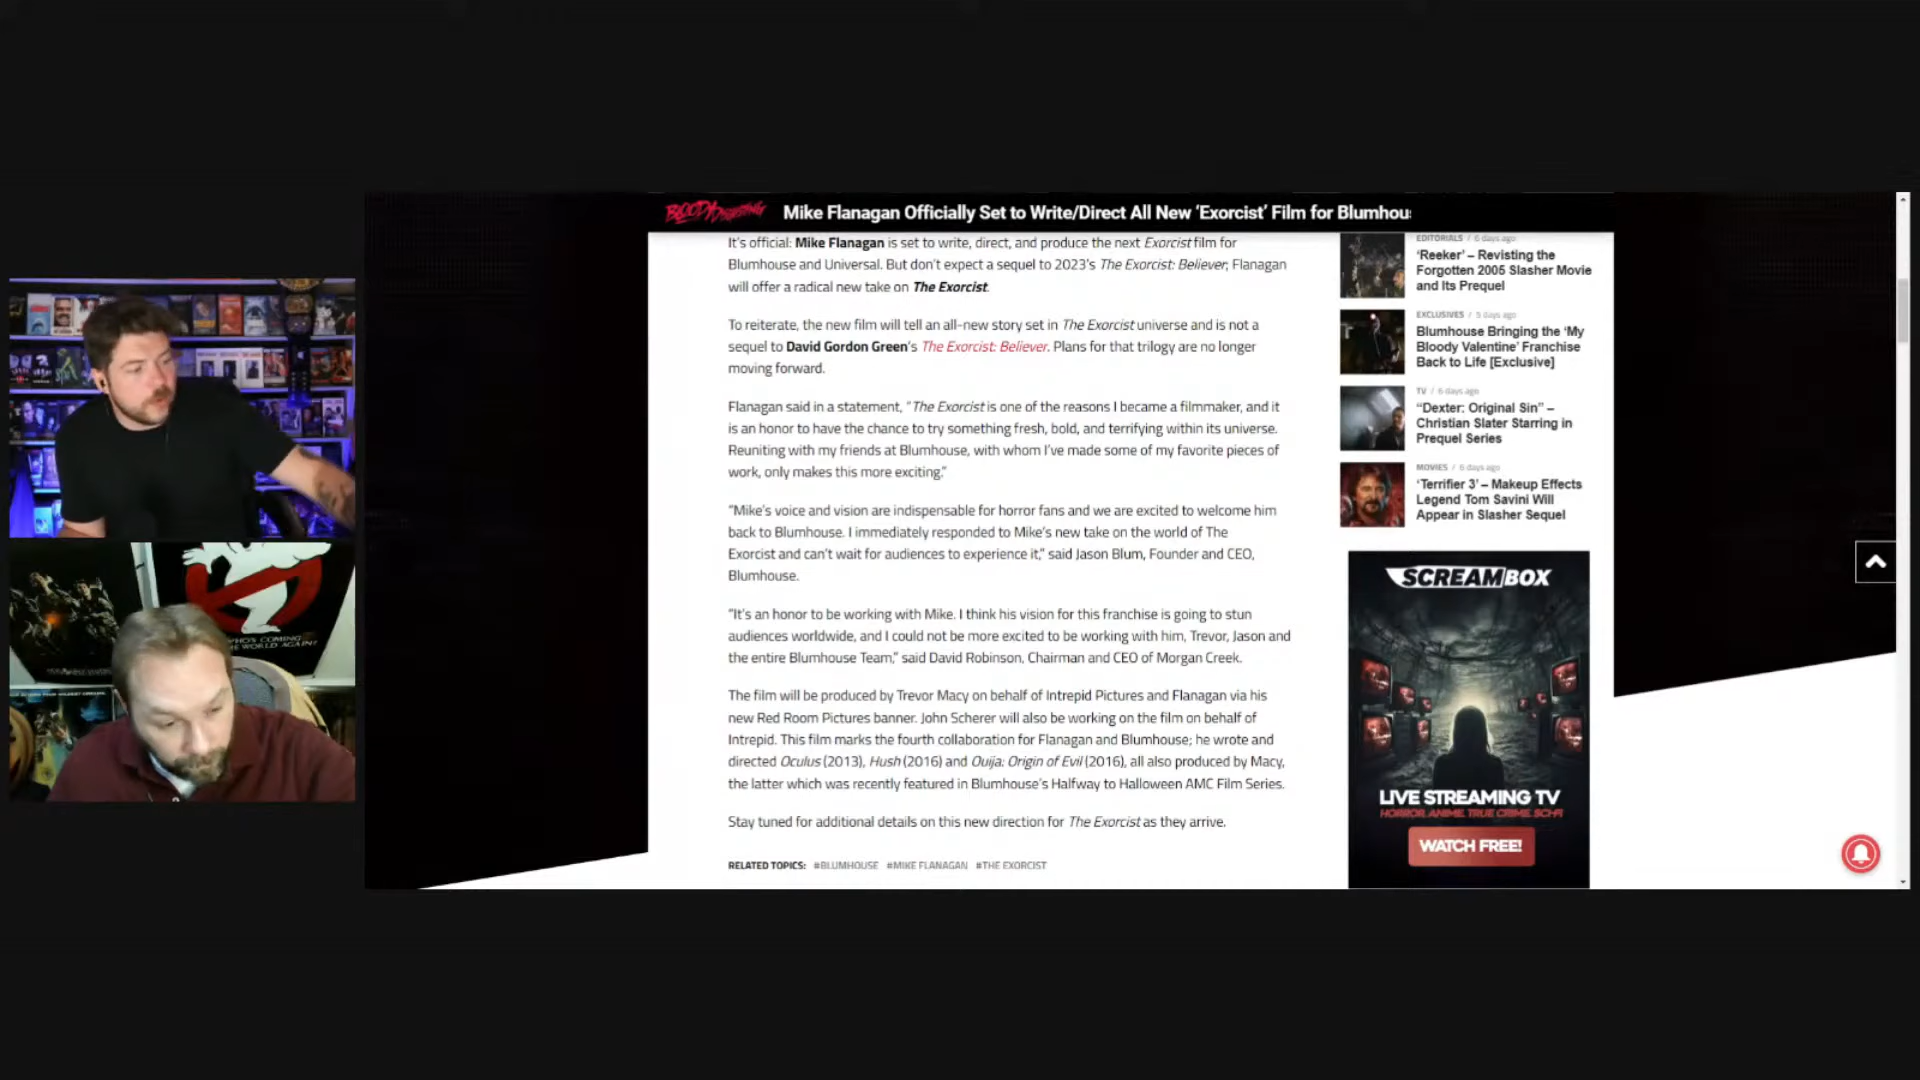 BLOODY DISGUSTING
Mike Flanagan Officially Set to Write/Direct All New ‘Exorcist’ Film for Blumhou
It’s official: Mike Flanagan is set to write, direct, and produce the next Exorcist film for
Blumhouse and Universal. But don’t expect a sequel to 2023’s The Exorcist: Believer; Flanagan
will offer a radical new take on The Exorcist.
To reiterate, the new film will tell an all-new story set in The Exorcist universe and is not a
sequel to David Gordon Green’s The Exorcist: Believer. Plans for that trilogy are no longer
moving forward.
Flanagan said in a statement, “The Exorcist is one of the reasons I became a filmmaker, and it
is an honor to have the chance to try something fresh, bold, and terrifying within its universe.
Reuniting with my friends at Blumhouse, with whom I’ve made some of my favorite pieces of
work, only makes this more exciting.”
“Mike’s voice and vision are indispensable for horror fans and we are excited to welcome him
back to Blumhouse. I immediately responded to Mike’s new take on the world of The
Exorcist and can’t wait for audiences to experience it,” said Jason Blum, Founder and CEO,
Blumhouse.
“It’s an honor to be working with Mike. I think his vision for this franchise is going to stun
audiences worldwide, and I could not be more excited to be working with him, Trevor, Jason and
the entire Blumhouse Team,” said David Robinson, Chairman and CEO of Morgan Creek.
The film will be produced by Trevor Macy on behalf of Intrepid Pictures and Flanagan via his
new Red Room Pictures banner. John Scherer will also be working on the film on behalf of
Intrepid. This film marks the fourth collaboration for Flanagan and Blumhouse; he wrote and
directed Oculus (2013), Hush (2016) and Ouija: Origin of Evil (2016), all also produced by Macy,
the latter which was recently featured in Blumhouse’s Halfway to Halloween AMC Film Series.
Stay tuned for additional details on this new direction for The Exorcist as they arrive.
RELATED TOPICS: #BLUMHOUSE #MIKE FLANAGAN #THE EXORCIST
EDITORIALS / 6 days ago
‘Reeker’ – Revisting the
Forgotten 2005 Slasher Movie
and Its Prequel
EXCLUSIVES / 5 days ago
Blumhouse Bringing the ‘My
Bloody Valentine’ Franchise
Back to Life [Exclusive]
TV / 6 days ago
“Dexter: Original Sin” –
Christian Slater Starring in
Prequel Series
MOVIES / 6 days ago
‘Terrifier 3’ – Makeup Effects
Legend Tom Savini Will
Appear in Slasher Sequel
SCREAMBOX
LIVE STREAMING TV
HORROR. ANIME. TRUE CRIME. SCI-FI
WATCH FREE!
WHO'S COMING
WORLD AGAIN?